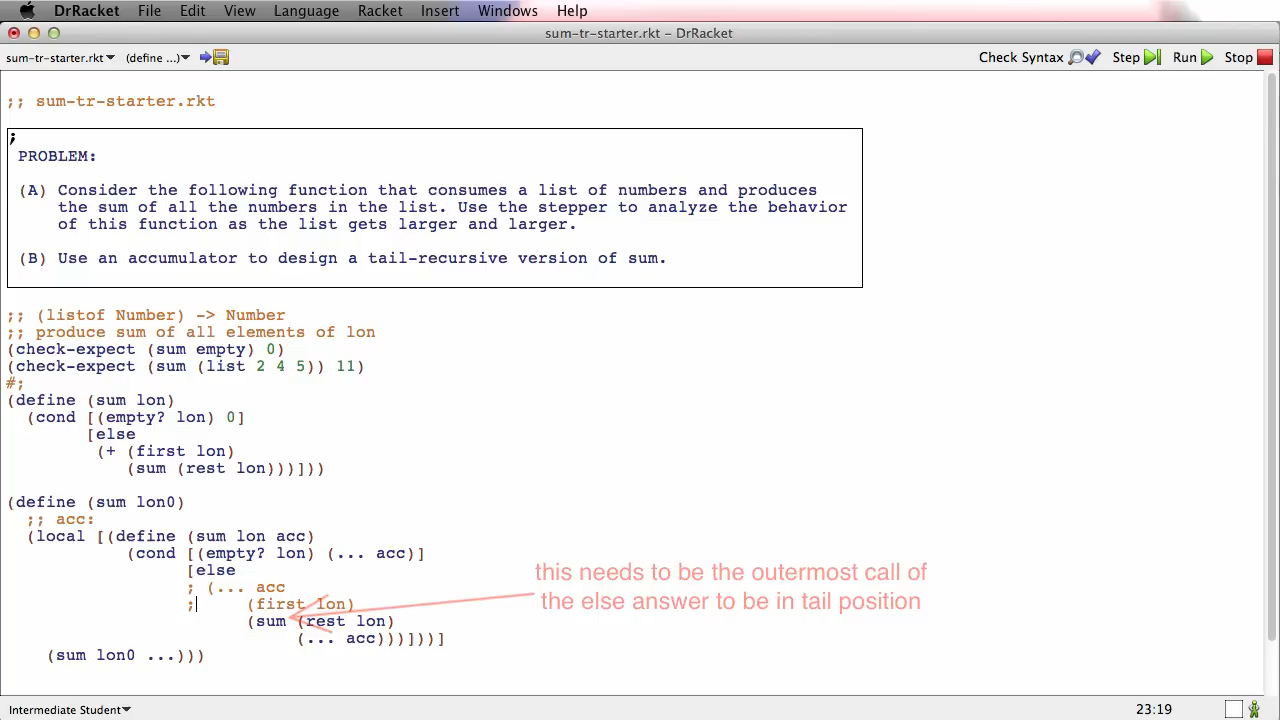 DrRacket File Edit View Language Racket Insert Windows Help
sum-tr-starter.rkt – DrRacket
sum-tr-starter.rkt (define ...) Check Syntax Step Run Stop
;; sum-tr-starter.rkt
;
PROBLEM:
(A) Consider the following function that consumes a list of numbers and produces
the sum of all the numbers in the list. Use the stepper to analyze the behavior
of this function as the list gets larger and larger.
(B) Use an accumulator to design a tail-recursive version of sum.
;; (listof Number) -> Number
;; produce sum of all elements of lon
(check-expect (sum empty) 0)
(check-expect (sum (list 2 4 5)) 11)
#;
(define (sum lon)
(cond [(empty? lon) 0]
[else
(+ (first lon)
(sum (rest lon)))]))
(define (sum lon0)
;; acc:
(local [(define (sum lon acc)
(cond [(empty? lon) (... acc)]
[else
; (... acc
; (first lon)
(sum (rest lon)
(... acc)))]))]
(sum lon0 ...)))
this needs to be the outermost call of
the else answer to be in tail position
Intermediate Student 23:19